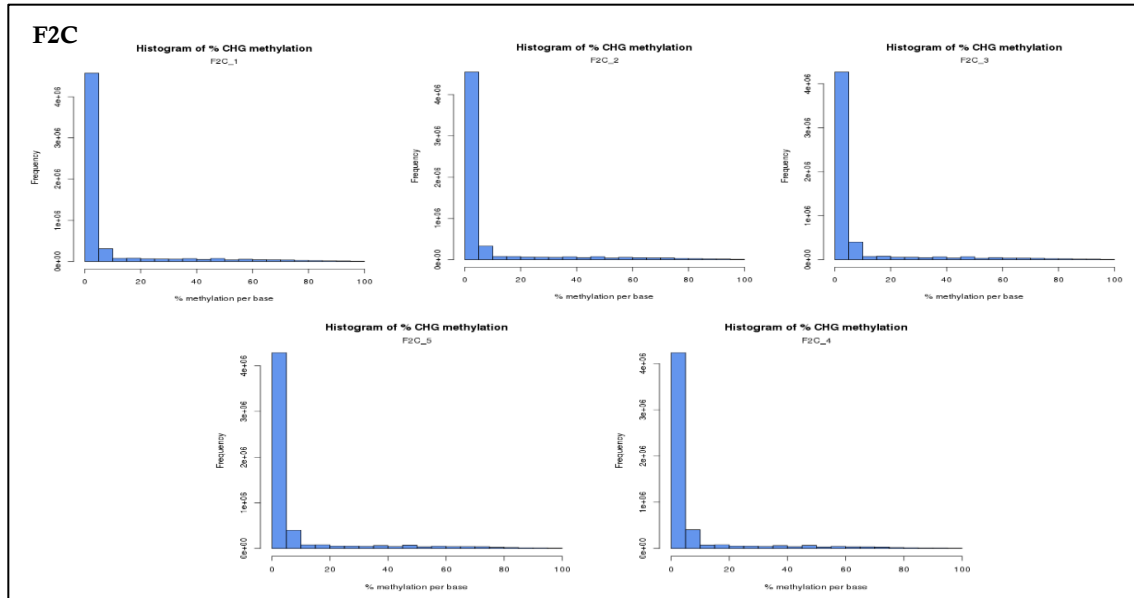 F2C
Histogram of % CHG methylation
F2C_1
Frequency
0e+00 1e+06 2e+06 3e+06 4e+06
0 20 40 60 80 100
% methylation per base
Histogram of % CHG methylation
F2C_2
Frequency
0e+00 1e+06 2e+06 3e+06 4e+06
0 20 40 60 80 100
% methylation per base
Histogram of % CHG methylation
F2C_3
Frequency
0e+00 1e+06 2e+06 3e+06 4e+06
0 20 40 60 80 100
% methylation per base
Histogram of % CHG methylation
F2C_5
Frequency
0e+00 1e+06 2e+06 3e+06 4e+06
0 20 40 60 80 100
% methylation per base
Histogram of % CHG methylation
F2C_4
Frequency
0e+00 1e+06 2e+06 3e+06 4e+06
0 20 40 60 80 100
% methylation per base